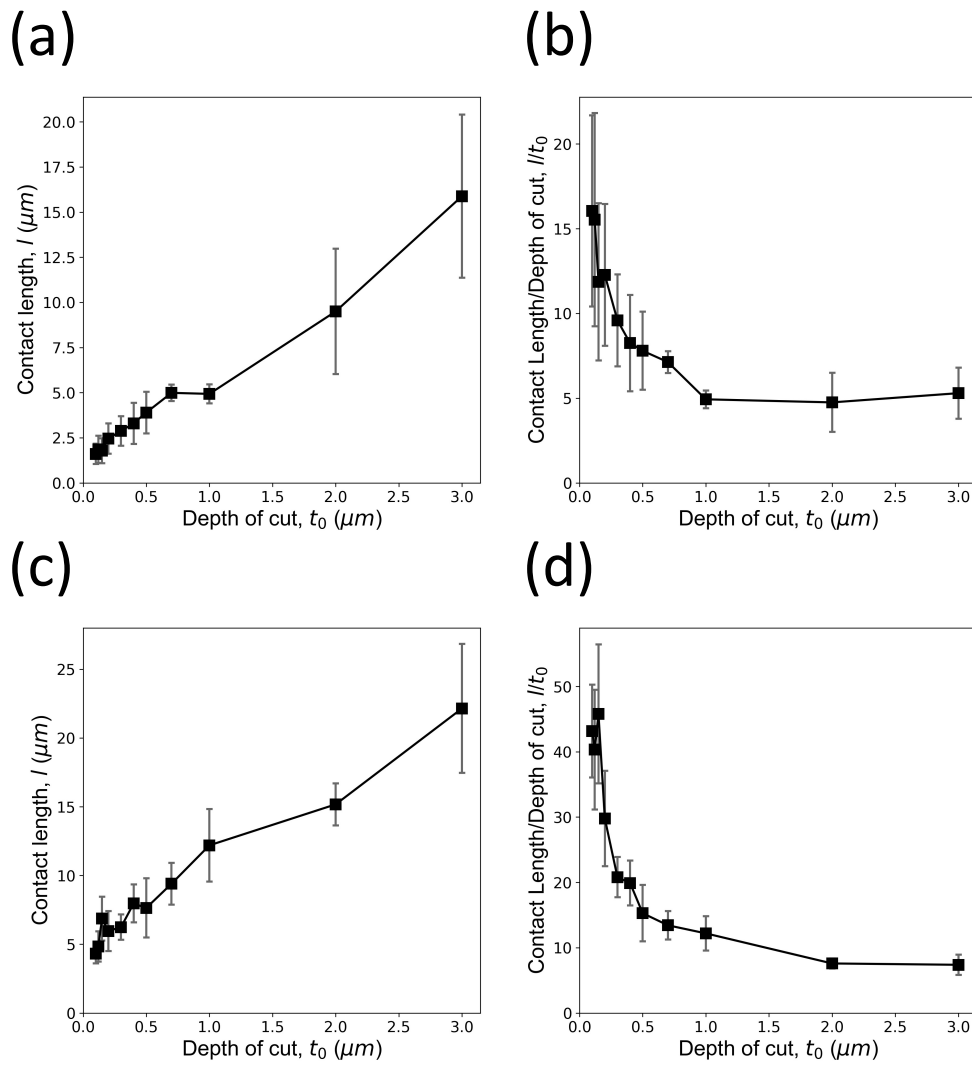 (a)
(b)
Contact length, l (μm)
20.0
17.5
15.0
12.5
10.0
7.5
5.0
2.5
0.0
0.0 0.5 1.0 1.5 2.0 2.5 3.0
Depth of cut, t0 (μm)
Contact Length/Depth of cut, l/t0
20
15
10
5
0
0.0 0.5 1.0 1.5 2.0 2.5 3.0
Depth of cut, t0 (μm)
(c)
(d)
Contact length, l (μm)
25
20
15
10
5
0
0.0 0.5 1.0 1.5 2.0 2.5 3.0
Depth of cut, t0 (μm)
Contact Length/Depth of cut, l/t0
50
40
30
20
10
0
0.0 0.5 1.0 1.5 2.0 2.5 3.0
Depth of cut, t0 (μm)